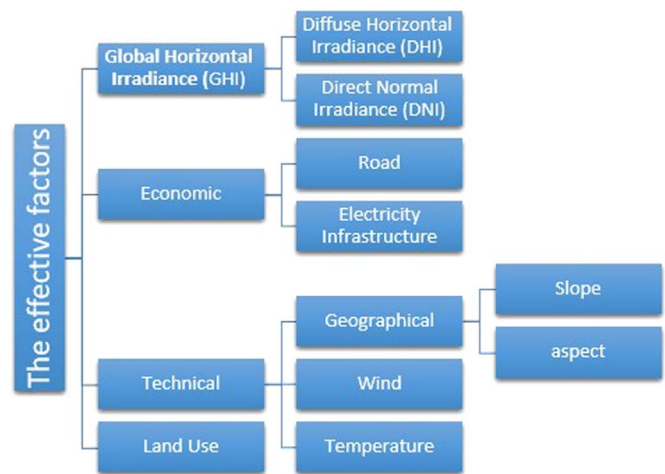 The effective factors
Global Horizontal
Irradiance (GHI)
Diffuse Horizontal
Irradiance (DHI)
Direct Normal
Irradiance (DNI)
Economic
Road
Electricity
Infrastructure
Technical
Geographical
Slope
aspect
Wind
Temperature
Land Use